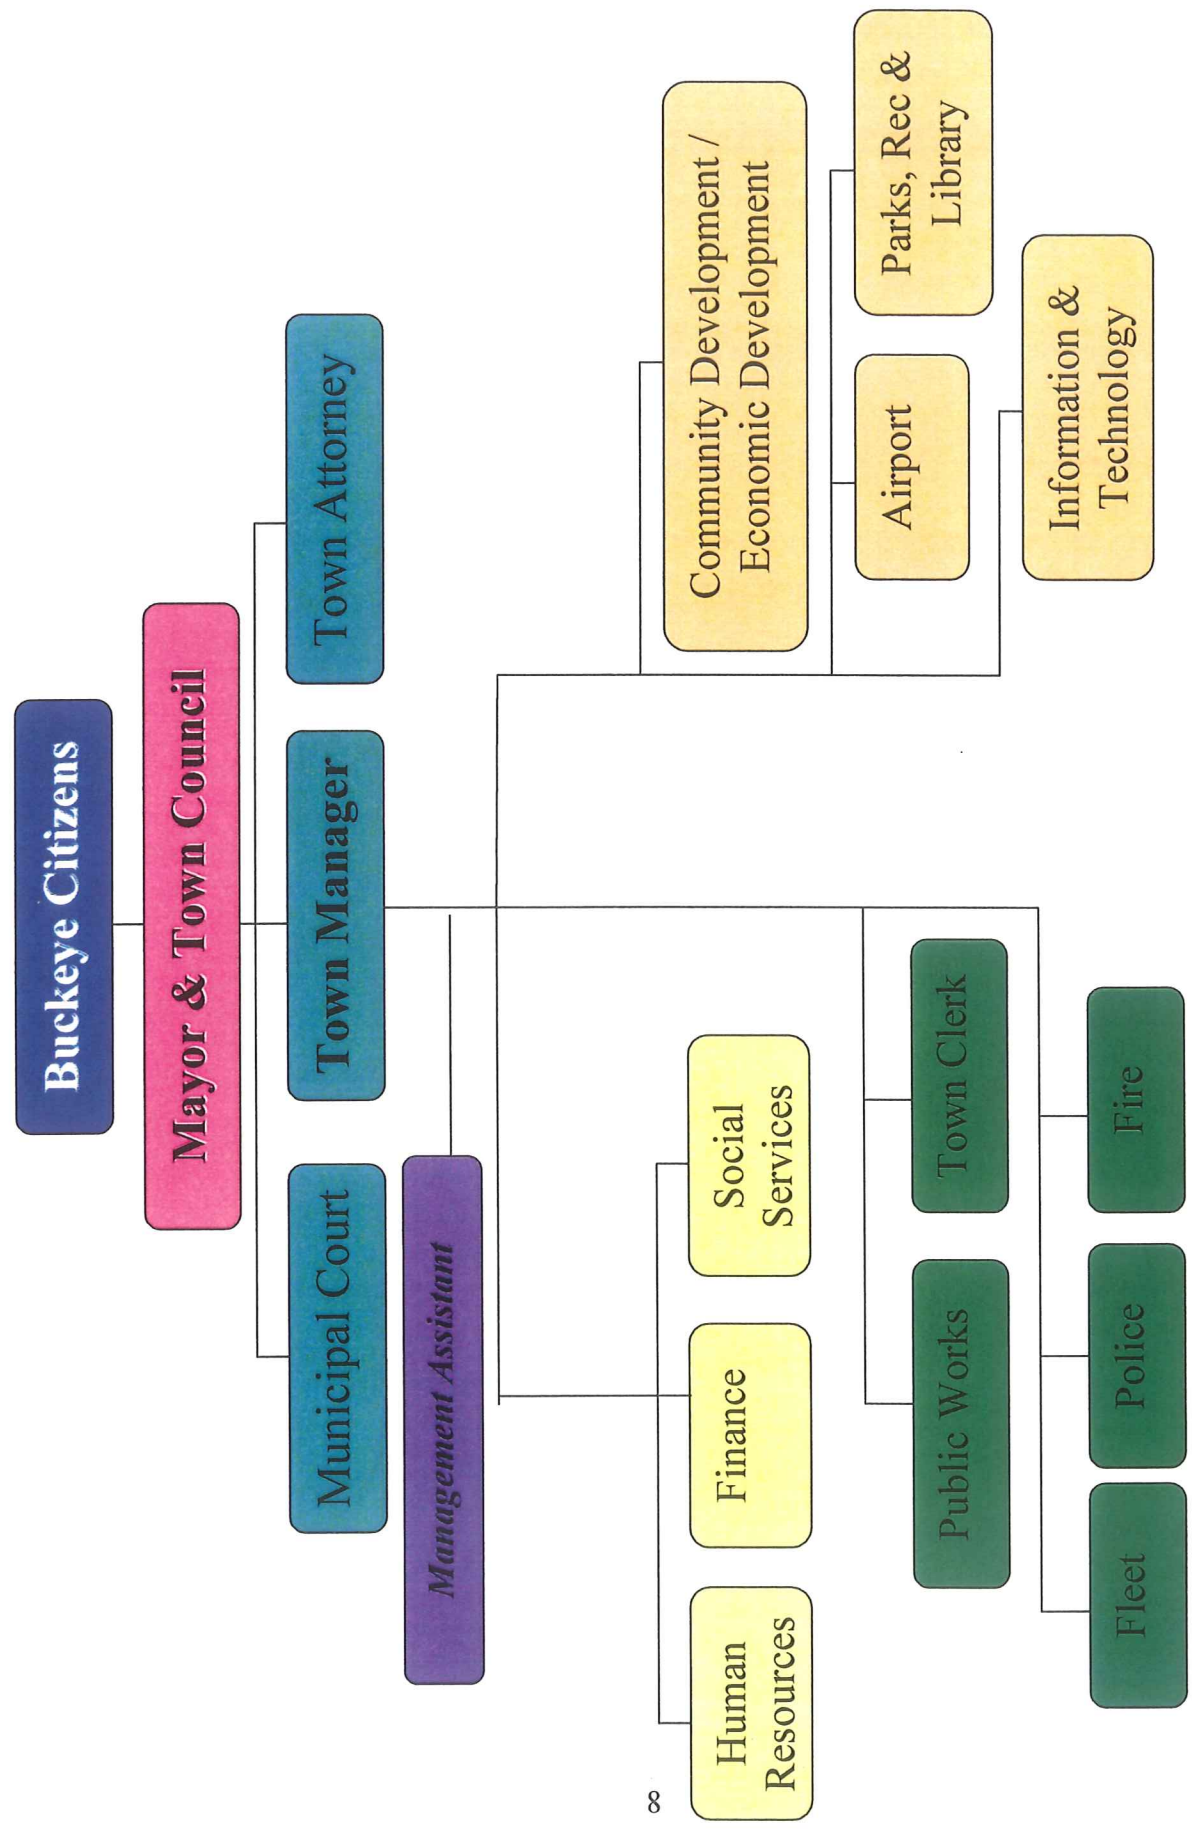 Buckeye Citizens
Mayor & Town Council
Municipal Court
Town Manager
Town Attorney
Management Assistant
Human
Resources
Finance
Social
Services
Community Development /
Economic Development
Airport
Parks, Rec &
Library
Information &
Technology
Public Works
Town Clerk
Fleet
Police
Fire
8